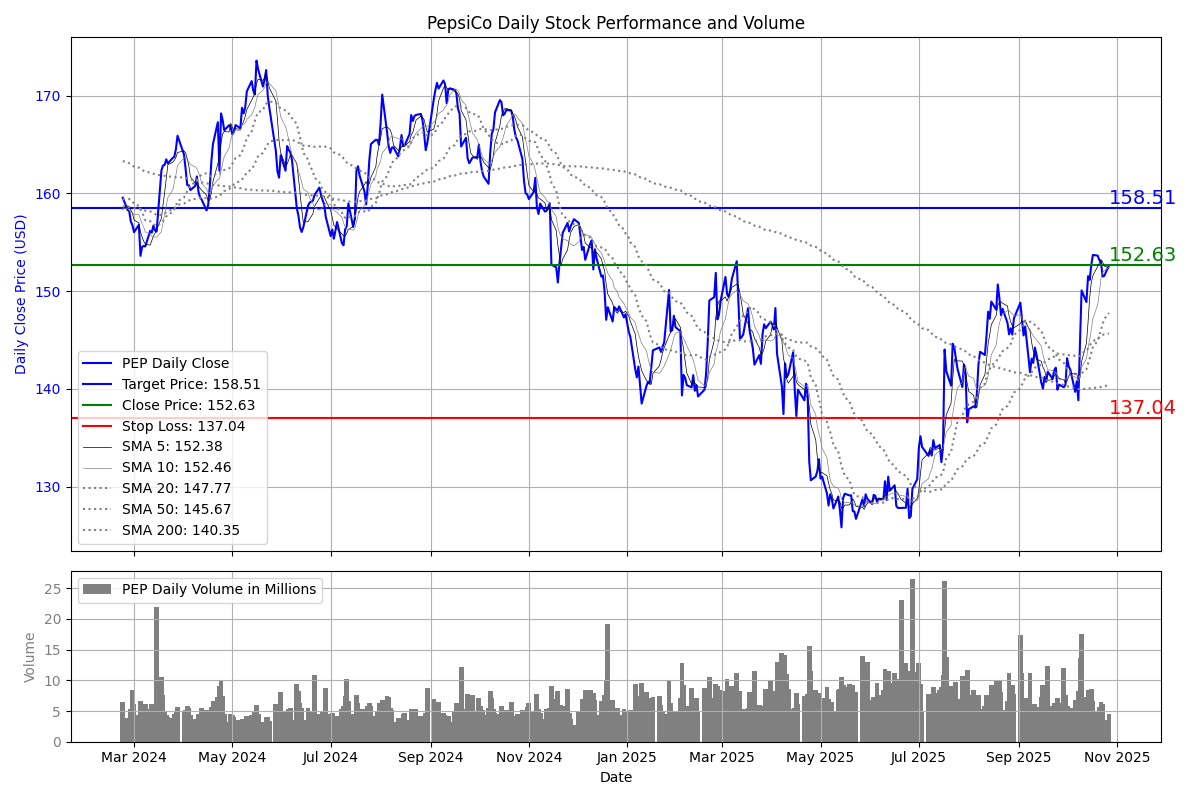 PepsiCo Daily Stock Performance and Volume
Daily Close Price (USD)
170
160
150
140
130
158.51
152.63
137.04
PEP Daily Close
Target Price: 158.51
Close Price: 152.63
Stop Loss: 137.04
SMA 5: 152.38
SMA 10: 152.46
SMA 20: 147.77
SMA 50: 145.67
SMA 200: 140.35
Volume
25
20
15
10
5
0
PEP Daily Volume in Millions
Mar 2024
May 2024
Jul 2024
Sep 2024
Nov 2024
Jan 2025
Mar 2025
May 2025
Jul 2025
Sep 2025
Nov 2025
Date